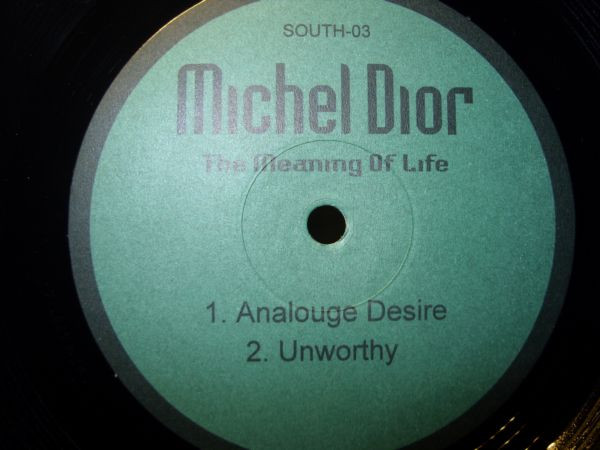 SOUTH-03
Michel Dior
The Meaning Of Life
1. Analouge Desire
2. Unworthy